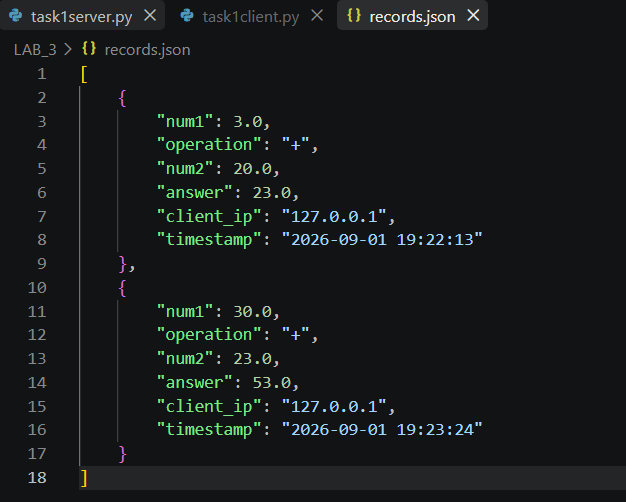 task1server.py task1client.py {} records.json
LAB_3 > {} records.json
1 [
2     {
3         "num1": 3.0,
4         "operation": "+",
5         "num2": 20.0,
6         "answer": 23.0,
7         "client_ip": "127.0.0.1",
8         "timestamp": "2026-09-01 19:22:13"
9     },
10     {
11         "num1": 30.0,
12         "operation": "+",
13         "num2": 23.0,
14         "answer": 53.0,
15         "client_ip": "127.0.0.1",
16         "timestamp": "2026-09-01 19:23:24"
17     }
18 ]